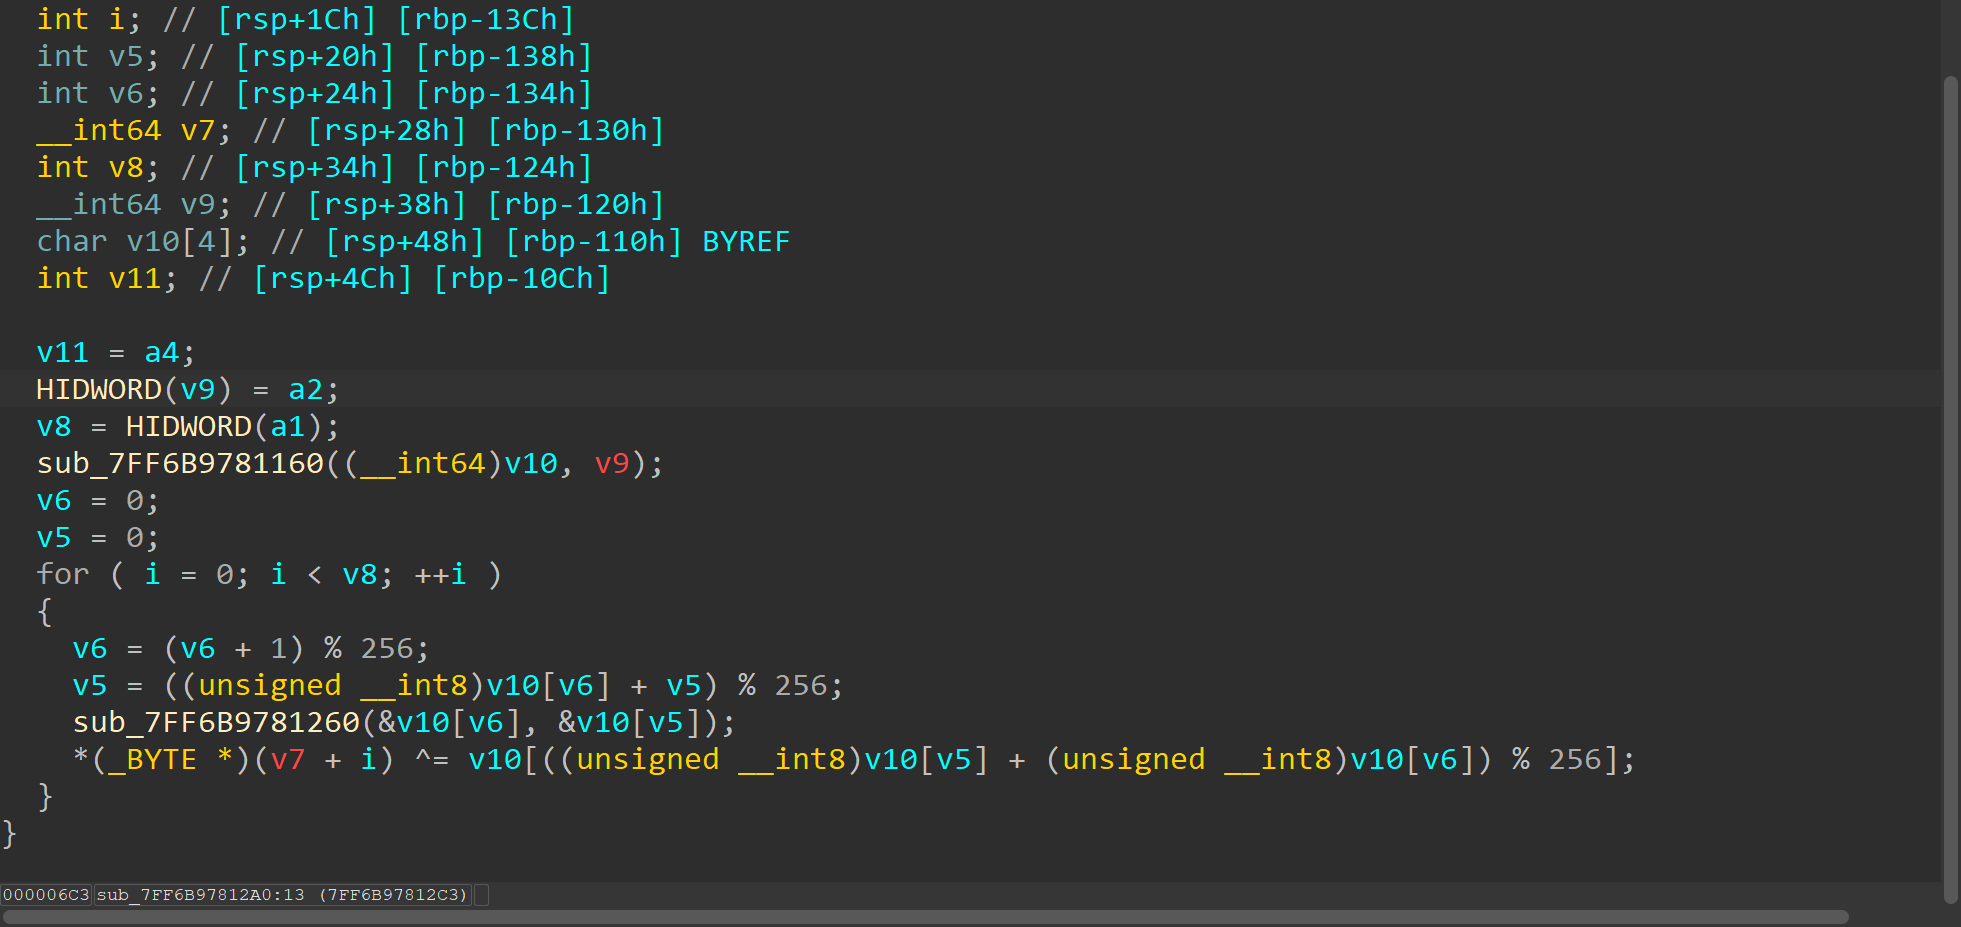 int i; // [rsp+1Ch] [rbp-13Ch]
int v5; // [rsp+20h] [rbp-138h]
int v6; // [rsp+24h] [rbp-134h]
__int64 v7; // [rsp+28h] [rbp-130h]
int v8; // [rsp+34h] [rbp-124h]
__int64 v9; // [rsp+38h] [rbp-120h]
char v10[4]; // [rsp+48h] [rbp-110h] BYREF
int v11; // [rsp+4Ch] [rbp-10Ch]
v11 = a4;
HIDWORD(v9) = a2;
v8 = HIDWORD(a1);
sub_7FF6B9781160((__int64)v10, v9);
v6 = 0;
v5 = 0;
for ( i = 0; i < v8; ++i )
{
v6 = (v6 + 1) % 256;
v5 = ((unsigned __int8)v10[v6] + v5) % 256;
sub_7FF6B9781260(&v10[v6], &v10[v5]);
*(_BYTE *)(v7 + i) ^= v10[((unsigned __int8)v10[v5] + (unsigned __int8)v10[v6]) % 256];
}
}
000006C3 sub_7FF6B97812A0:13 (7FF6B97812C3)